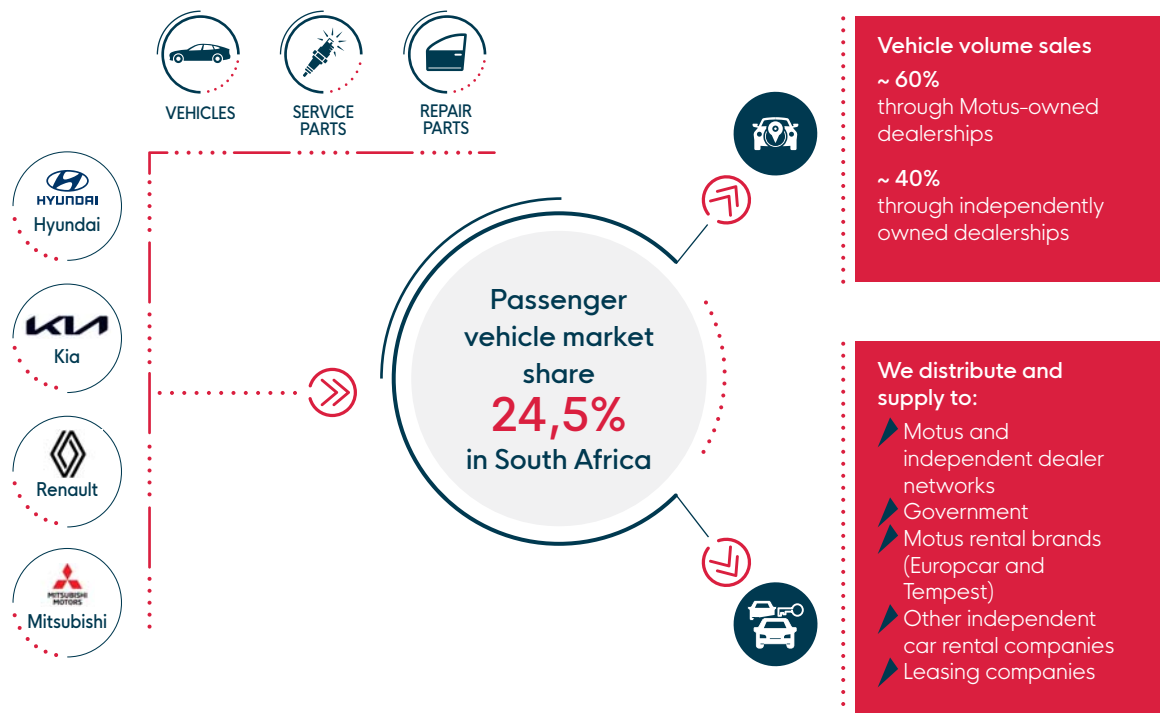 VEHICLES
SERVICE
PARTS
REPAIR
PARTS
HYUNDAI
Hyundai
KIA
Kia
Renault
MITSUBISHI
MOTORS
Mitsubishi
Passenger
vehicle market
share
24,5%
in South Africa
Vehicle volume sales
~ 60%
through Motus-owned
dealerships
~ 40%
through independently
owned dealerships
We distribute and
supply to:
Motus and
independent dealer
networks
Government
Motus rental brands
(Europcar and
Tempest)
Other independent
car rental companies
Leasing companies